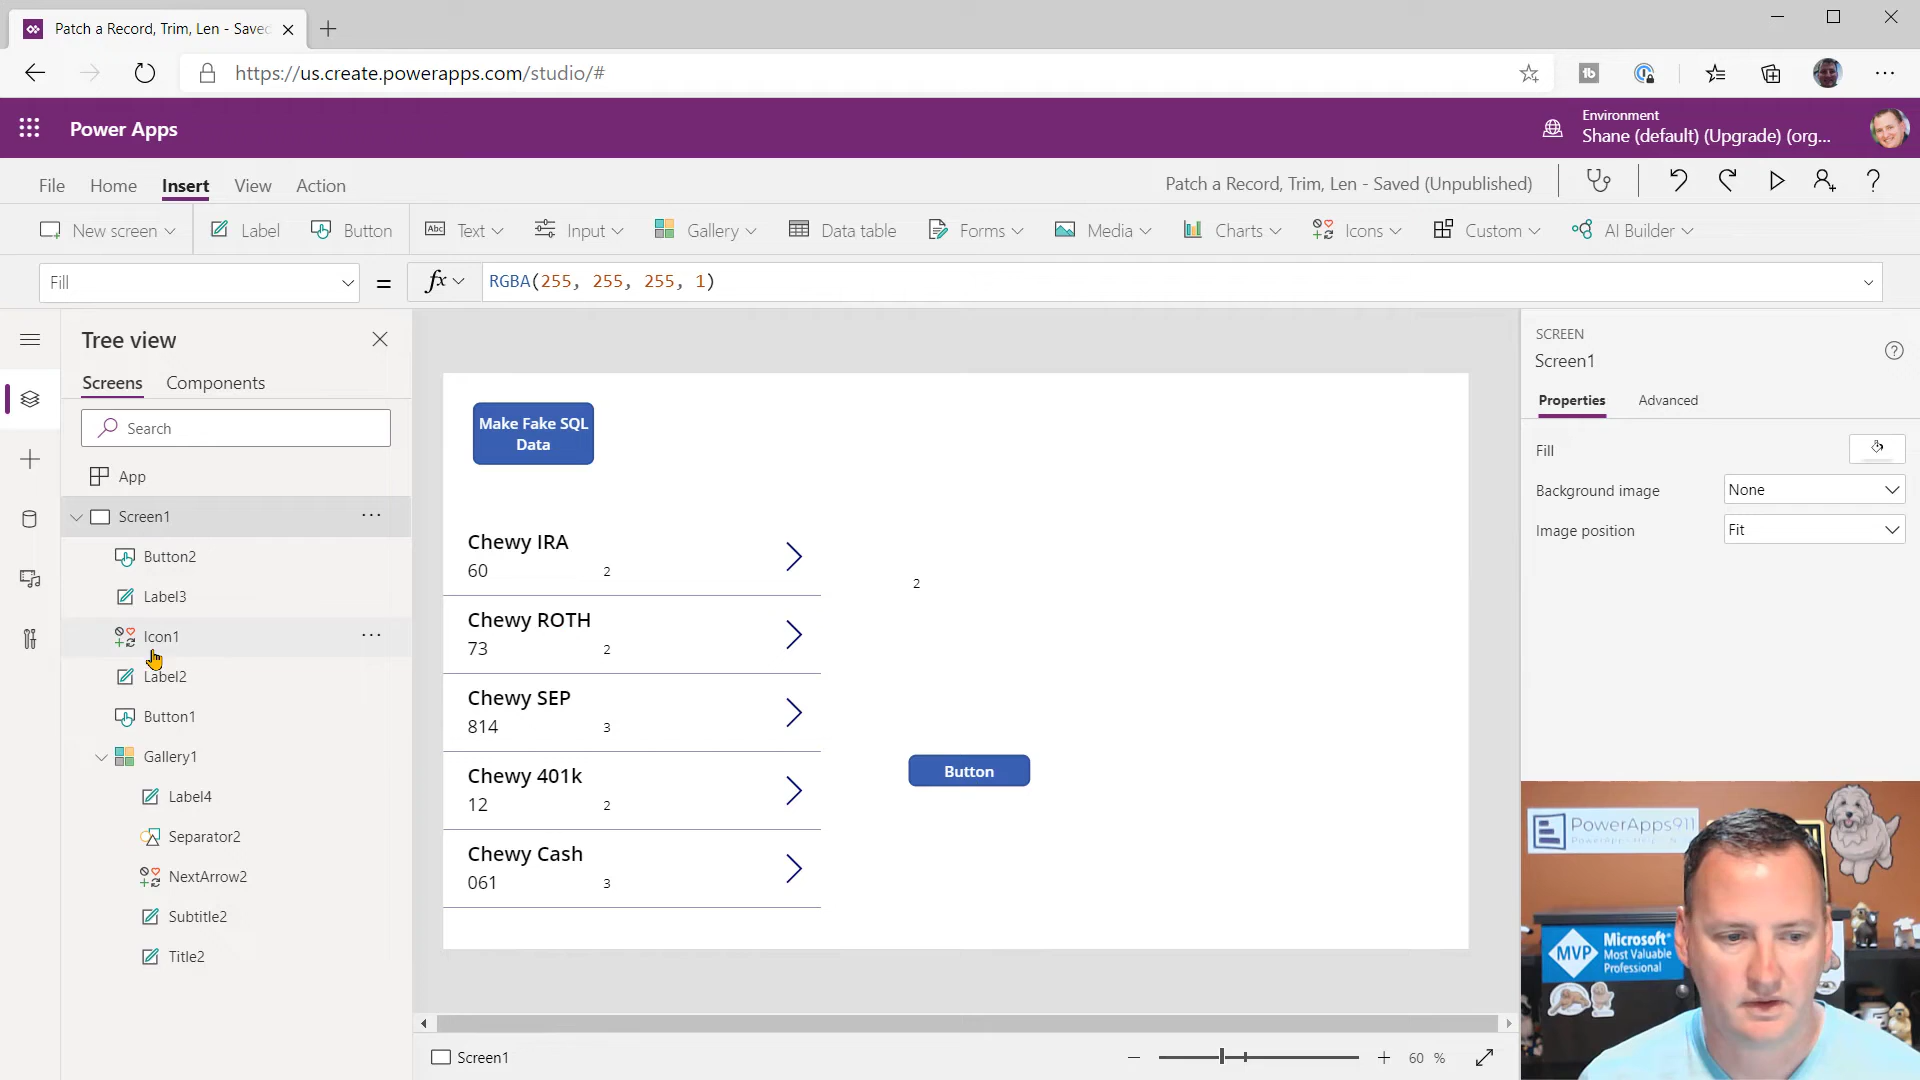 Patch a Record, Trim, Len - Saved
https://us.create.powerapps.com/studio/#
Power Apps
Environment
Shane (default) (Upgrade) (org...
File Home Insert View Action
Patch a Record, Trim, Len - Saved (Unpublished)
New screen Label Button Text Input Gallery Data table Forms Media Charts Icons Custom AI Builder
Fill = fx RGBA(255, 255, 255, 1)
Tree view
Screens Components
Search
App
Screen1
Button2
Label3
Icon1
Label2
Button1
Gallery1
Label4
Separator2
NextArrow2
Subtitle2
Title2
Make Fake SQL
Data
Chewy IRA
60 2
Chewy ROTH
73 2
Chewy SEP
814 3
Chewy 401k
12 2
Chewy Cash
061 3
2
Button
Screen1
60 %
SCREEN
Screen1
Properties Advanced
Fill
Background image None
Image position Fit
PowerApps911
MVP
Microsoft
Most Valuable
Professional